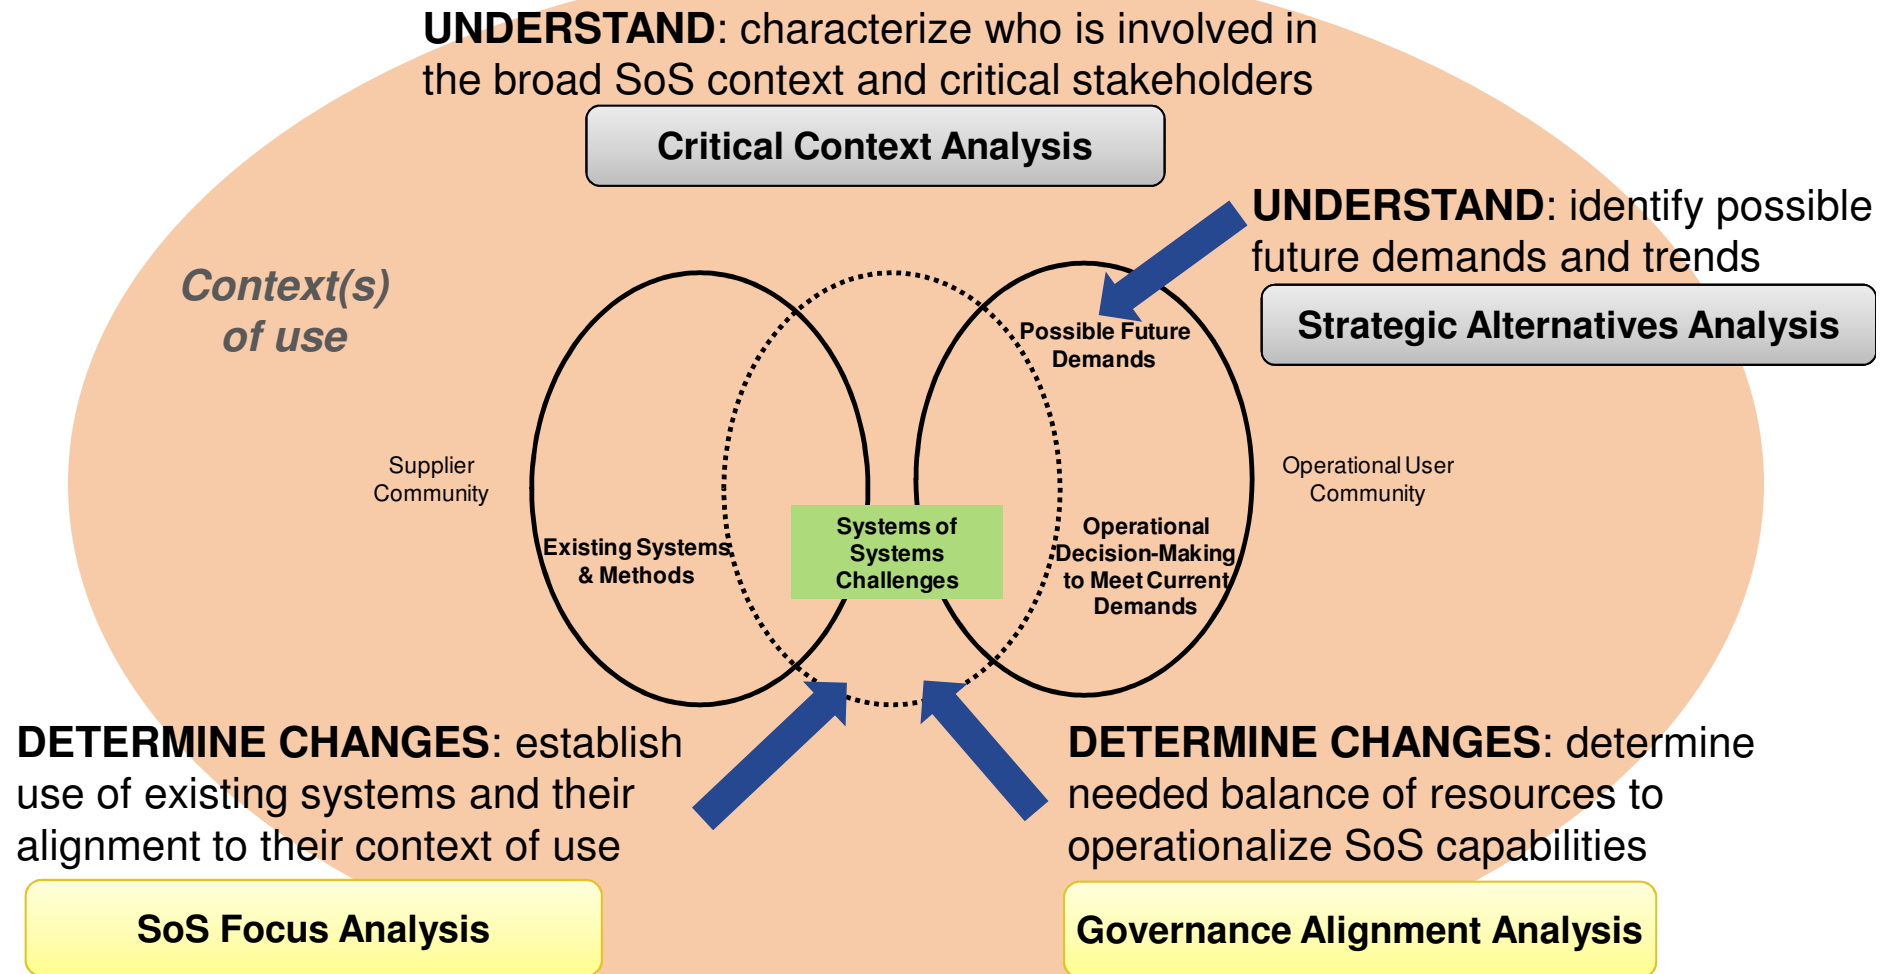 UNDERSTAND: characterize who is involved in
the broad SoS context and critical stakeholders
Critical Context Analysis
UNDERSTAND: identify possible
future demands and trends
Strategic Alternatives Analysis
Context(s)
of use
Possible Future
Demands
Supplier
Community
Operational User
Community
Existing Systems
& Methods
Systems of
Systems
Challenges
Operational
Decision-Making
to Meet Current
Demands
DETERMINE CHANGES: establish
use of existing systems and their
alignment to their context of use
SoS Focus Analysis
DETERMINE CHANGES: determine
needed balance of resources to
operationalize SoS capabilities
Governance Alignment Analysis